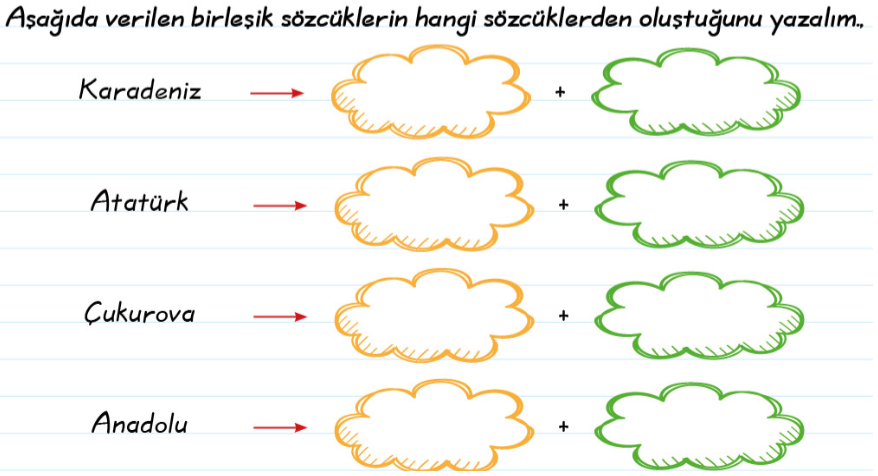 Aşağıda verilen birleşik sözcüklerin hangi sözcüklerden oluştuğunu yazalım.,
Karadeniz +
Atatürk +
Çukurova +
Anadolu +